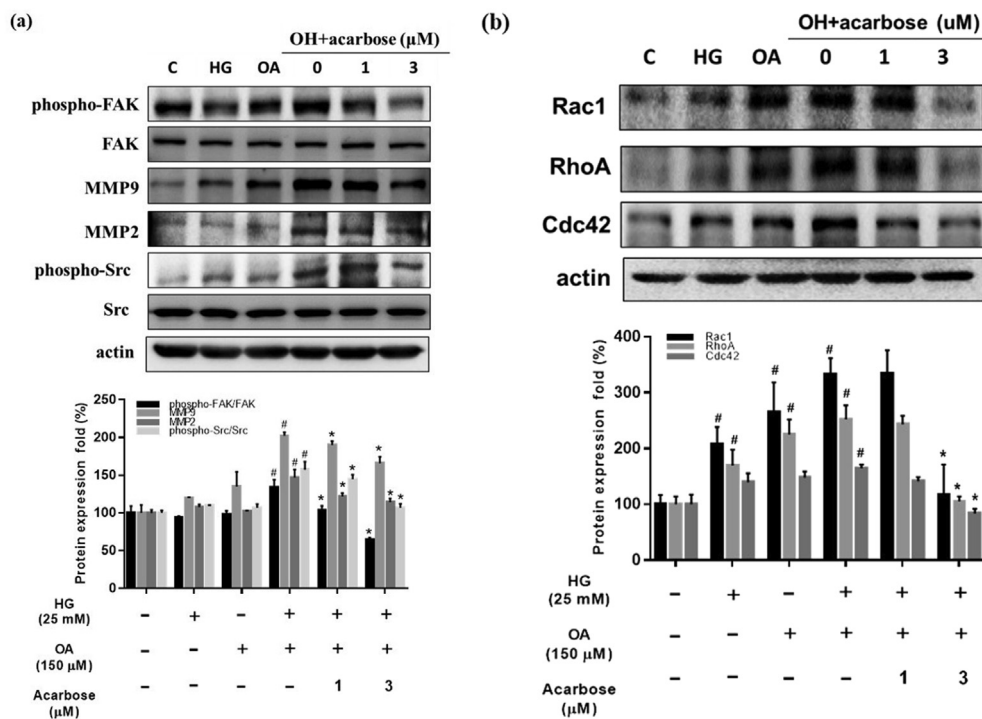 (a)
OH+acarbose (μM)
C HG OA 0 1 3
phospho-FAK
FAK
MMP9
MMP2
phospho-Src
Src
actin
Protein expression fold (%)
250
200
150
100
50
0
phospho-FAK/FAK
MMP9
MMP2
phospho-Src/Src
# # # #
* * * *
* * * *
HG
(25 mM)
– + – + + +
OA
(150 μM)
– – + + + +
Acarbose
(μM)
– – – – 1 3
(b)
OH+acarbose (uM)
C HG OA 0 1 3
Rac1
RhoA
Cdc42
actin
Protein expression fold (%)
400
300
200
100
0
Rac1
RhoA
Cdc42
# #
# #
# # #
* * *
HG
(25 mM)
– + – + + +
OA
(150 μM)
– – + + + +
Acarbose
(μM)
– – – – 1 3